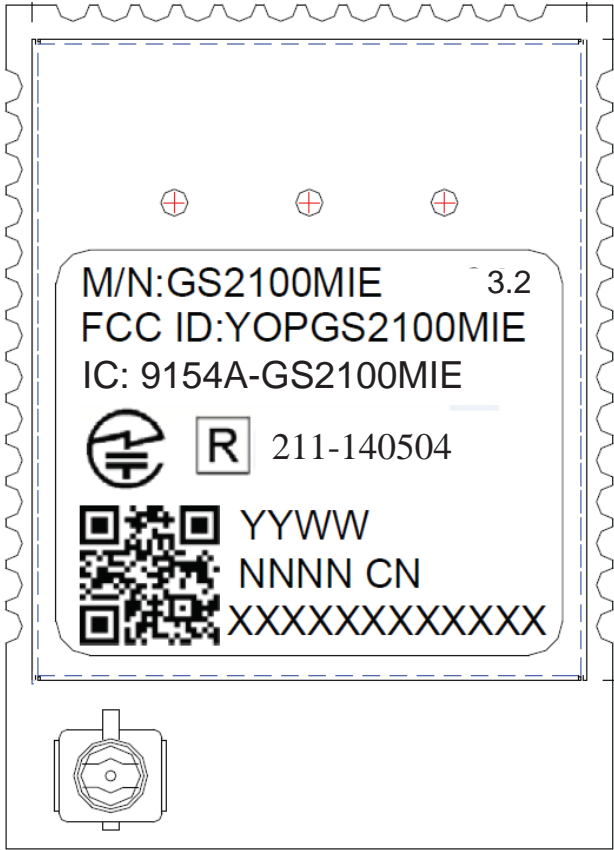 M/N:GS2100MIE 3.2
FCC ID:YOPGS2100MIE
IC: 9154A-GS2100MIE
R 211-140504
YYWW
NNNN CN
XXXXXXXXXXXX